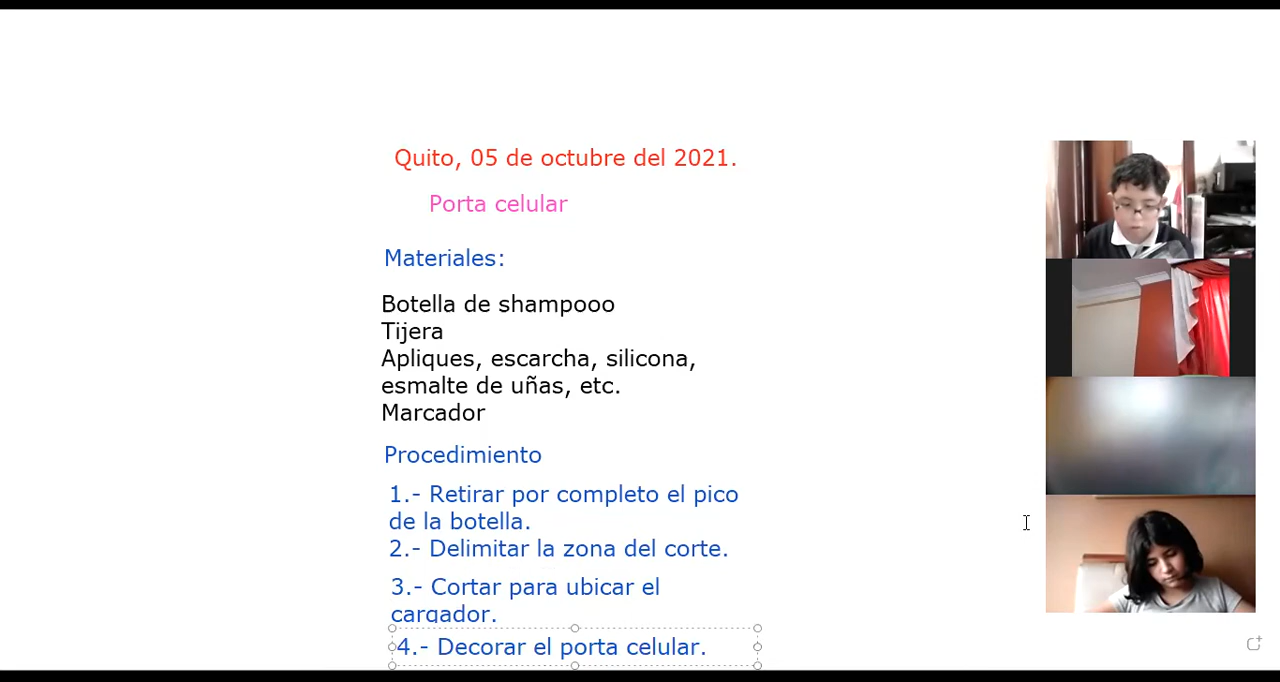 Quito, 05 de octubre del 2021.
Porta celular
Materiales:
Botella de shampooo
Tijera
Apliques, escarcha, silicona,
esmalte de uñas, etc.
Marcador
Procedimiento
1.- Retirar por completo el pico
de la botella.
2.- Delimitar la zona del corte.
3.- Cortar para ubicar el
cargador.
4.- Decorar el porta celular.